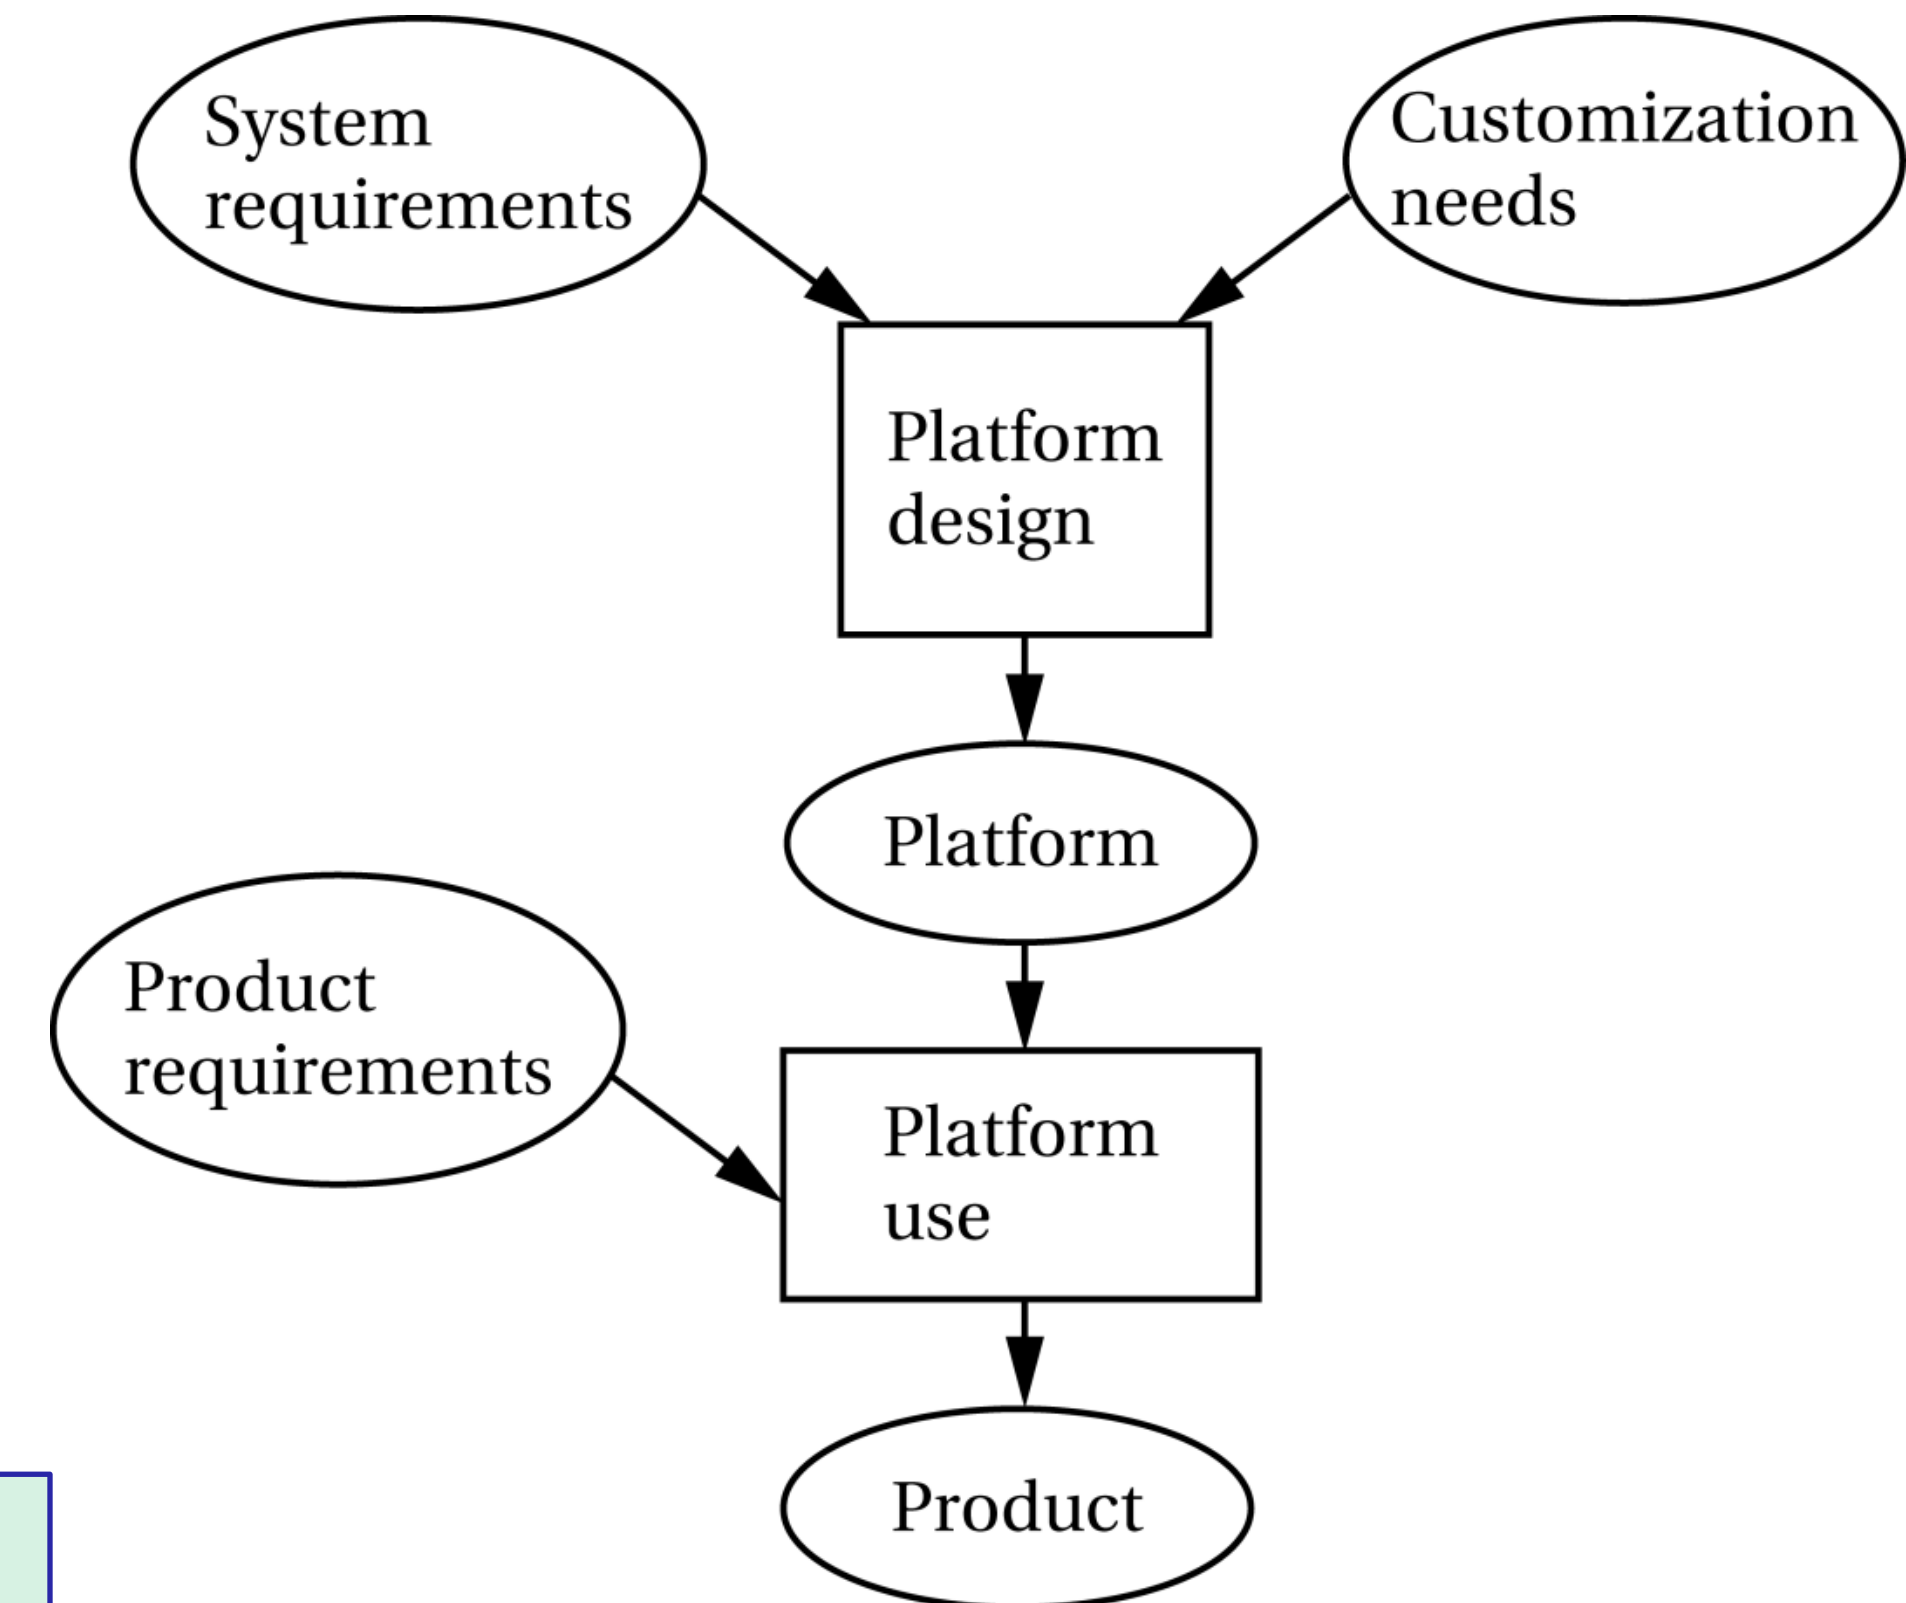 System
requirements
Customization
needs
Platform
design
Platform
Product
requirements
Platform
use
Product